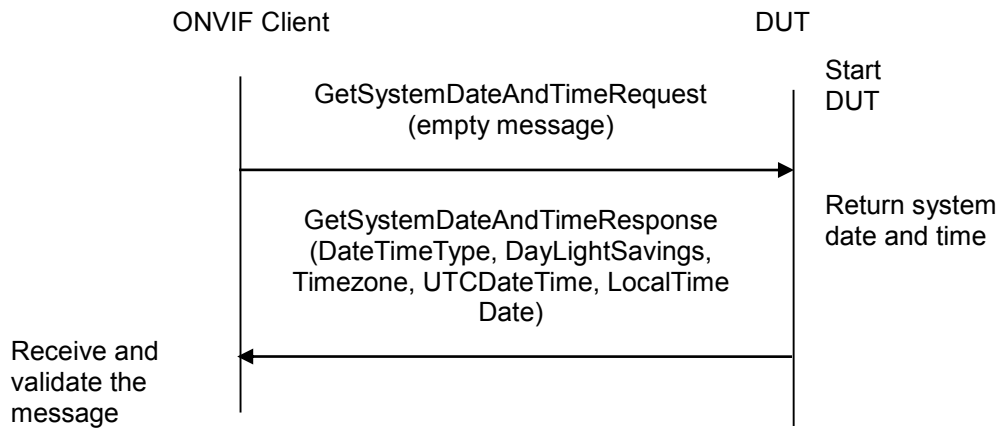 ONVIF Client
DUT
Start
DUT
GetSystemDateAndTimeRequest
(empty message)
Return system
date and time
GetSystemDateAndTimeResponse
(DateTimeType, DayLightSavings,
Timezone, UTCDateTime, LocalTime
Date)
Receive and
validate the
message